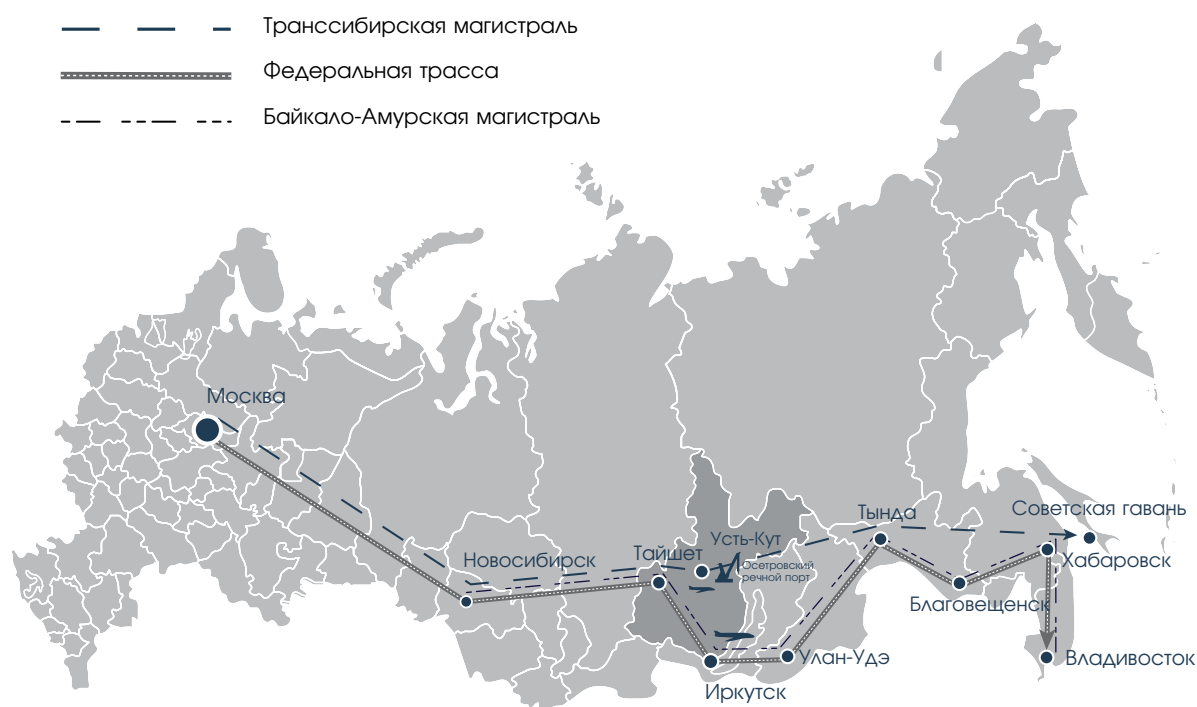 Транссибирская магистраль
Федеральная трасса
Байкало-Амурская магистраль
Москва
Советская гавань
Тында
Усть-Кут
Тайшет
Новосибирск
Хабаровск
Осетровский
речной порт
Благовещенск
Улан-Удэ
Владивосток
Иркутск